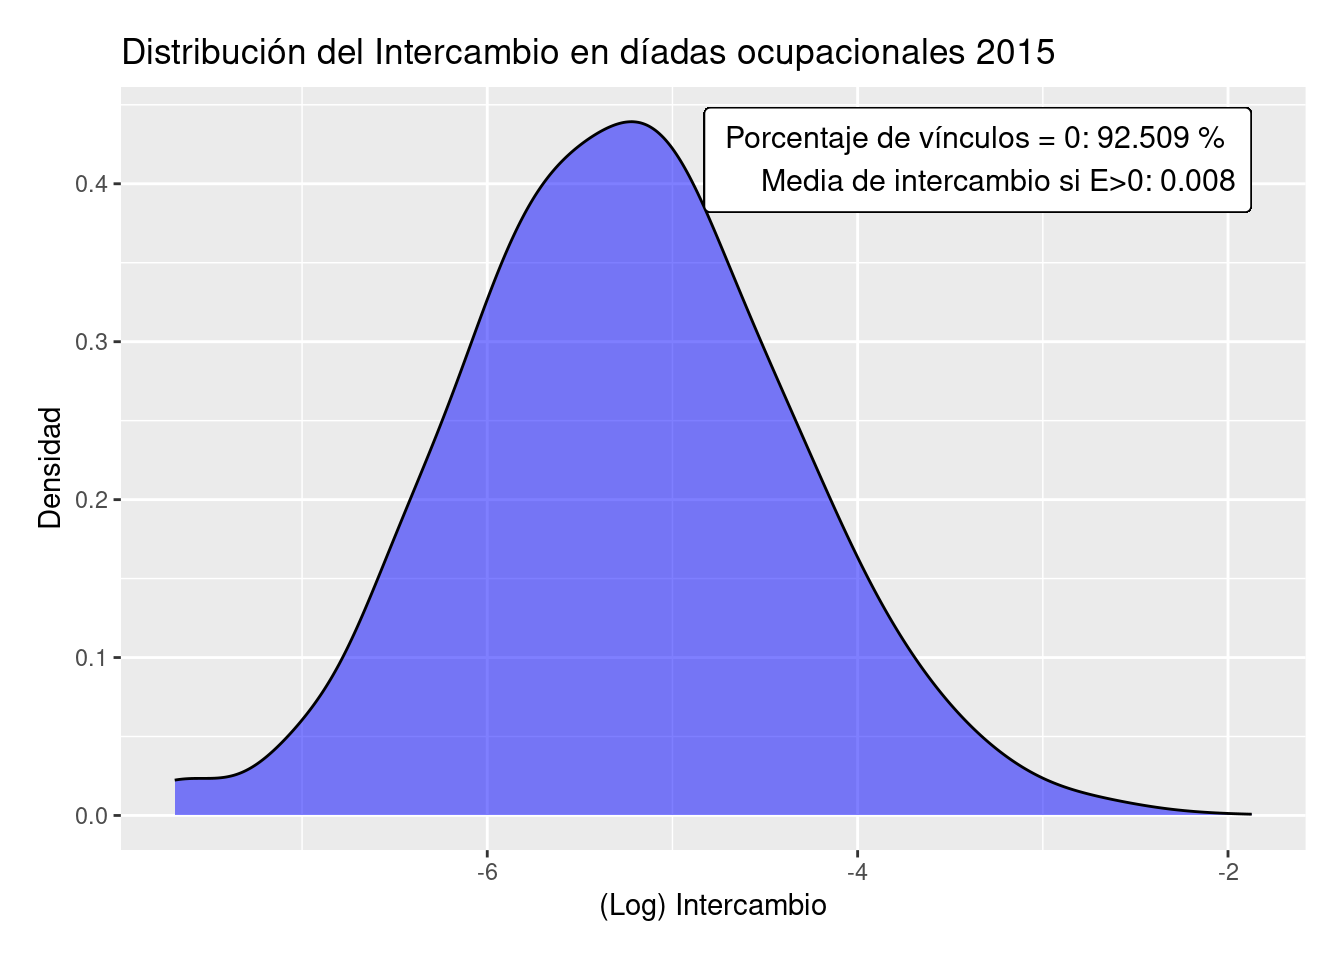 Distribución del Intercambio en díadas ocupacionales 2015
Porcentaje de vínculos = 0: 92.509 %
Media de intercambio si E>0: 0.008
Densidad
0.4
0.3
0.2
0.1
0.0
-6
-4
-2
(Log) Intercambio